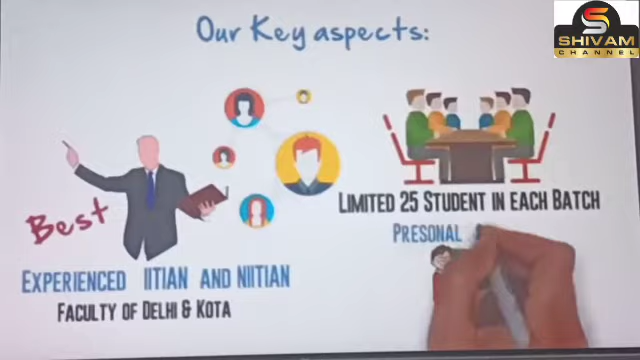 Our Key aspects:
SHIVAM
CHANNEL
Best
EXPERIENCED IITIAN AND NIITIAN
FACULTY OF DELHI & KOTA
LIMITED 25 STUDENT IN EACH BATCH
PRESONAL